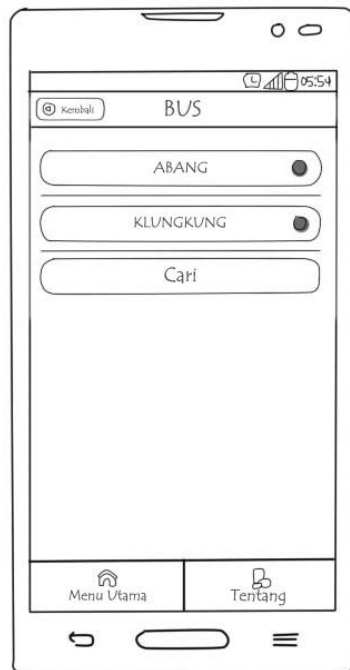 05:54
Kembali
BUS
ABANG
KLUNGKUNG
Cari
Menu Utama
Tentang